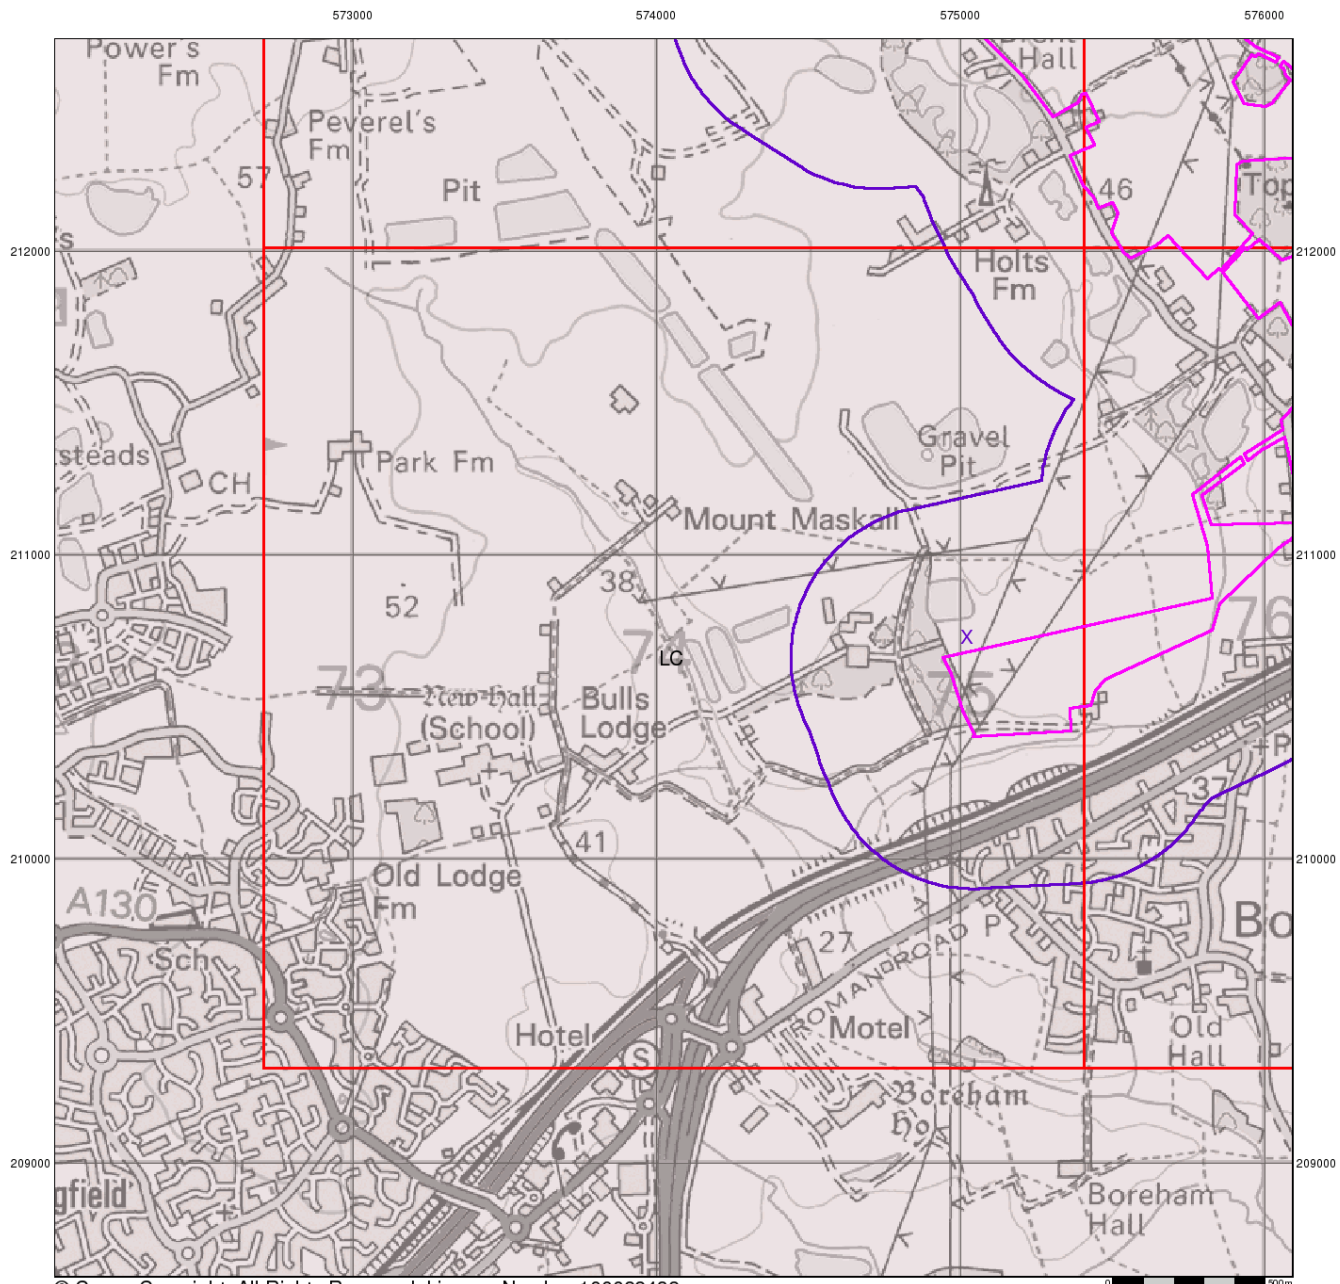 573000 574000 575000 576000
Power's
Fm
Hall
Peverel's
Fm
57
Pit
46
Top
212000
212000
Holts
Fm
steads
Park Fm
CH
Gravel
Pit
Mount Maskall
211000
211000
38
52
76
X
74
LC
73
75
New Hall
(School)
Bulls
Lodge
P
37
210000
210000
41
Old Lodge
Fm
A130
Bo
27
P
Sch
ROMAN ROAD
Hotel
Motel
Old
Hall
S
Boreham
Ho
209000
209000
gfield
Boreham
Hall
0 500m